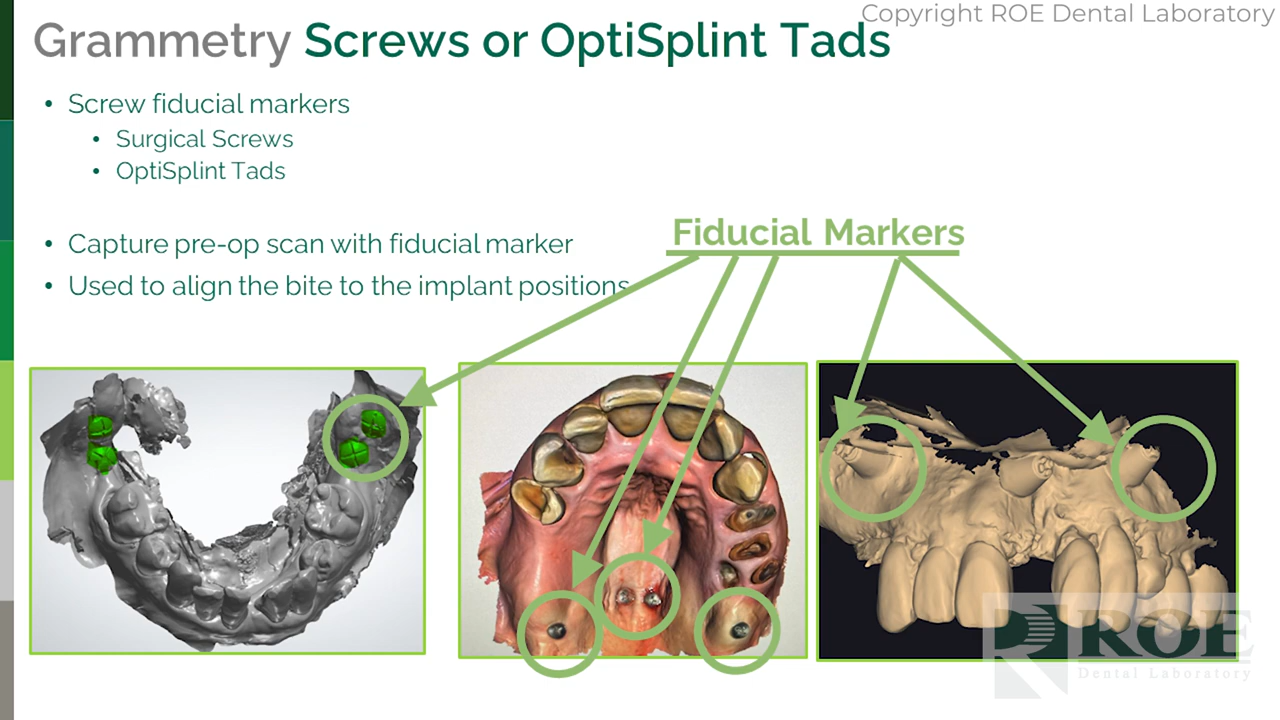 Copyright ROE Dental Laboratory
Grammetry Screws or OptiSplint Tads
• Screw fiducial markers
• Surgical Screws
• OptiSplint Tads
• Capture pre-op scan with fiducial marker
• Used to align the bite to the implant positions
Fiducial Markers
R ROE
Dental Laboratory